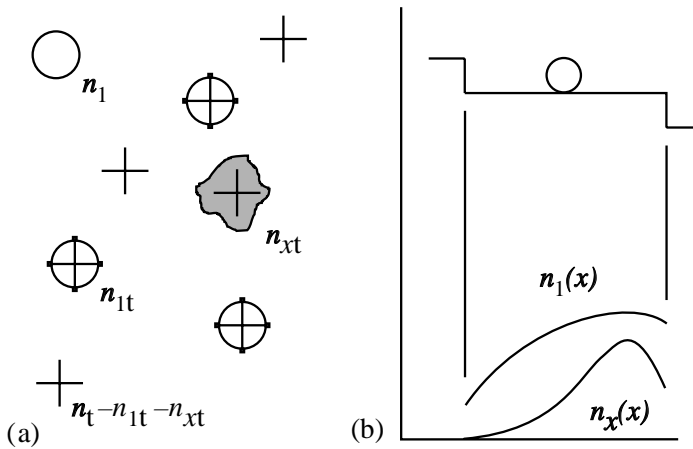 n₁
n₁(x)
nₓt
n₁t
nₜ–n₁ₜ–nₓₜ
nₓ(x)
(a)
(b)